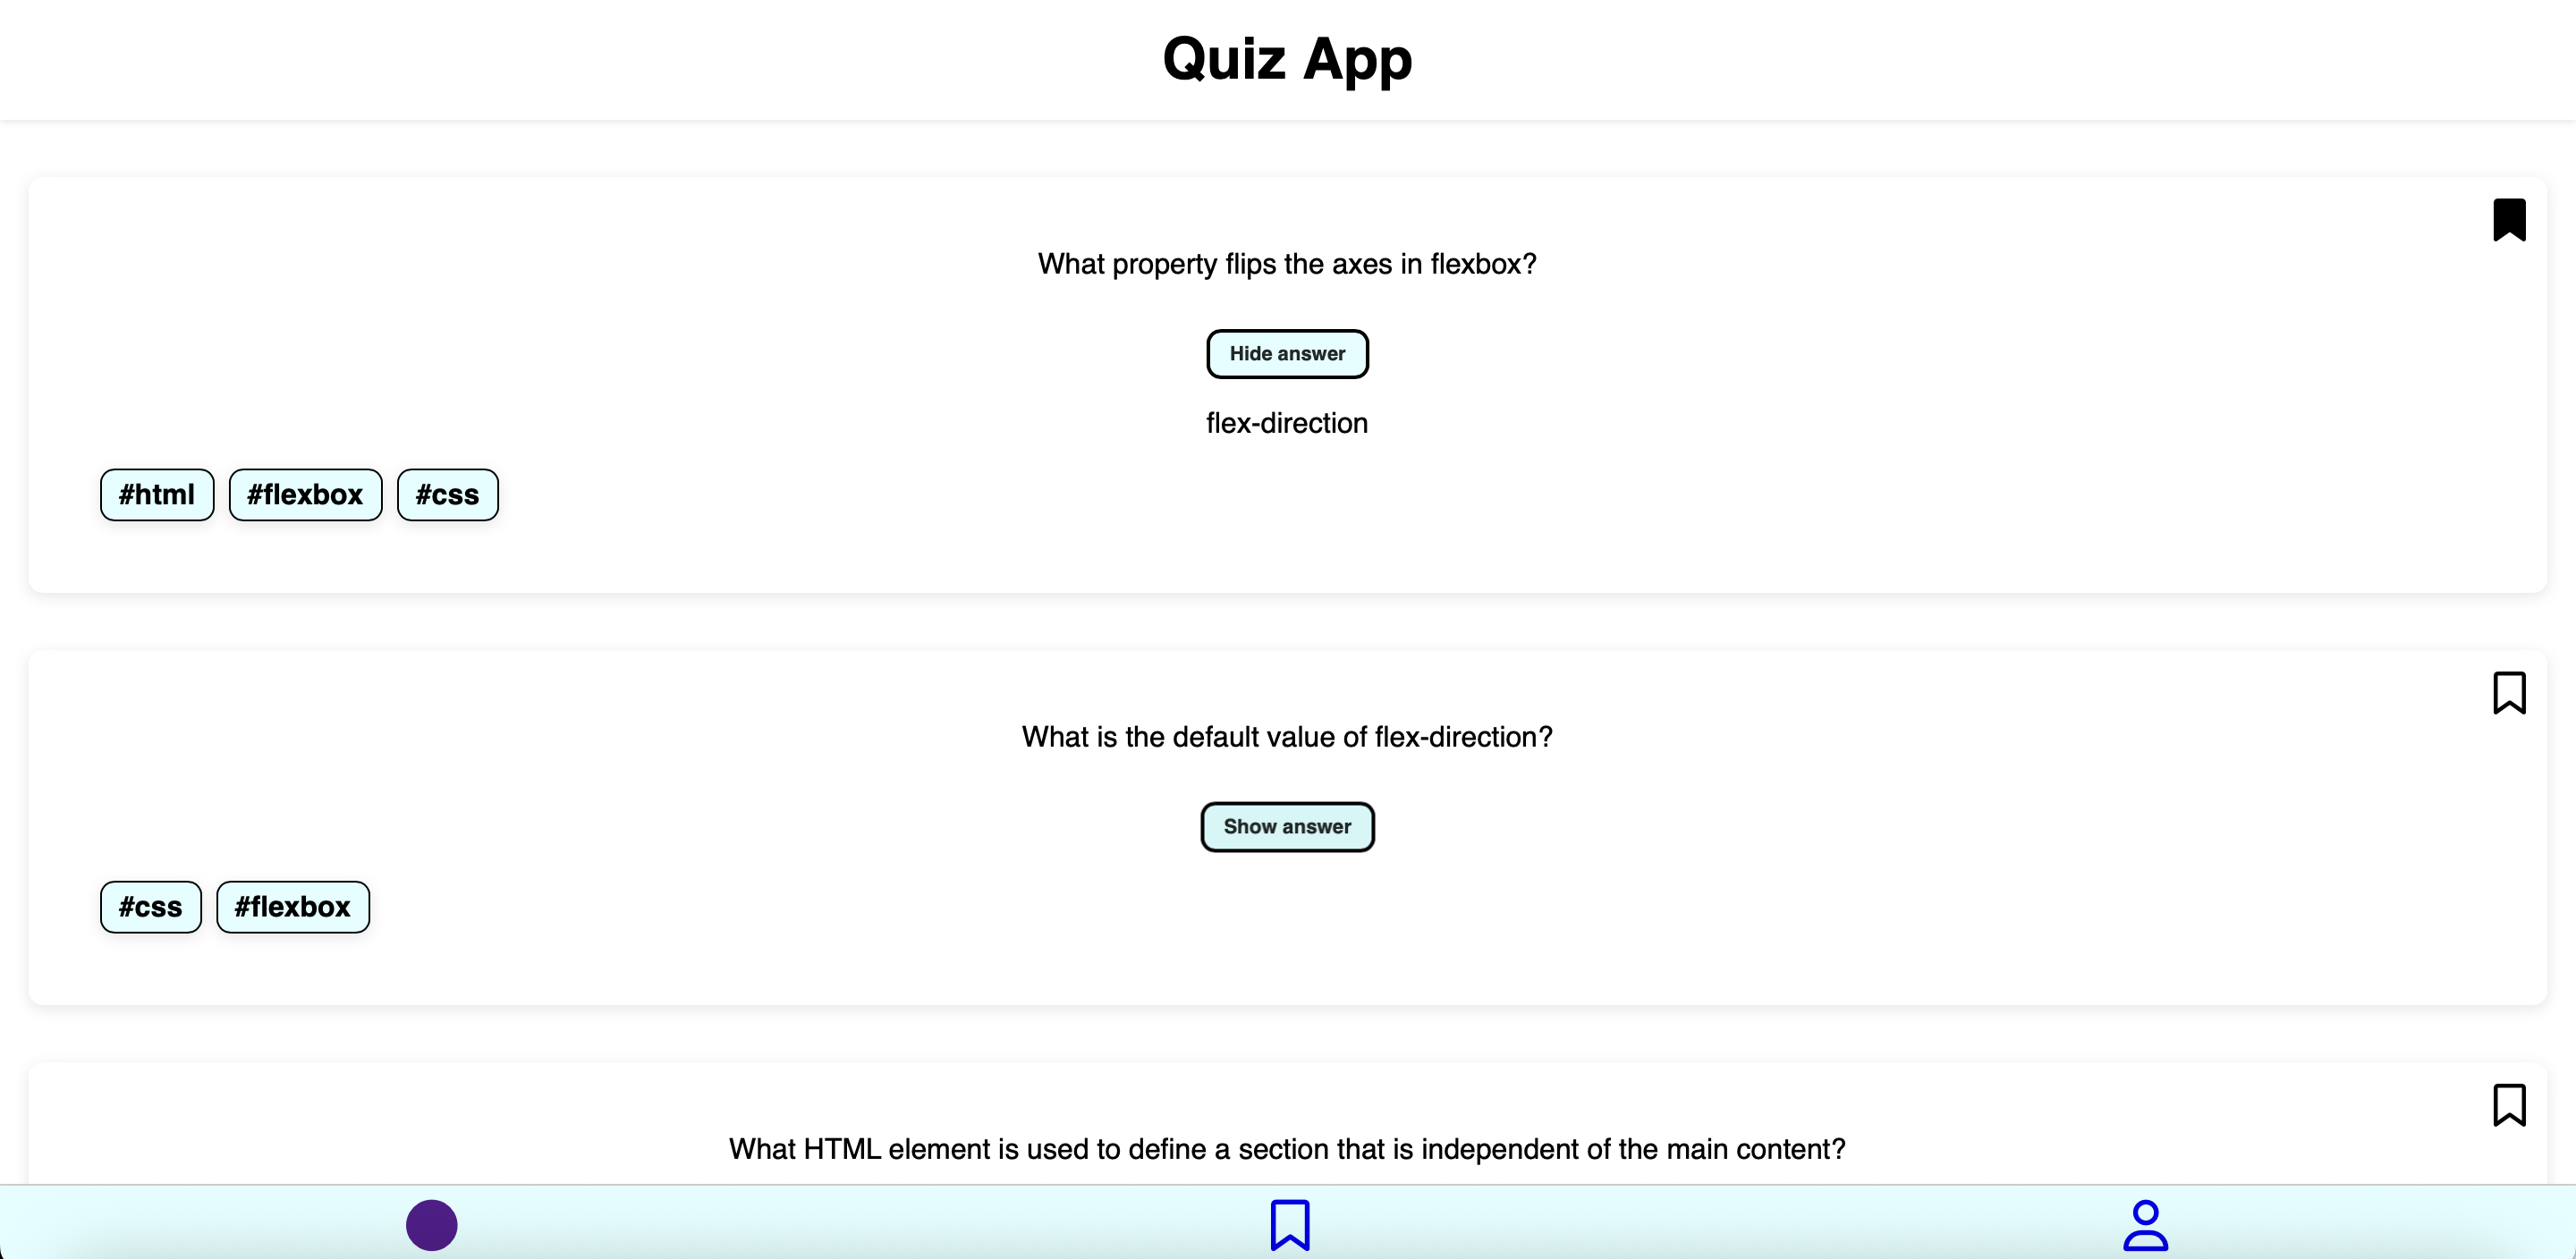 Quiz App
What property flips the axes in flexbox?
Hide answer
flex-direction
#html #flexbox #css
What is the default value of flex-direction?
Show answer
#css #flexbox
What HTML element is used to define a section that is independent of the main content?